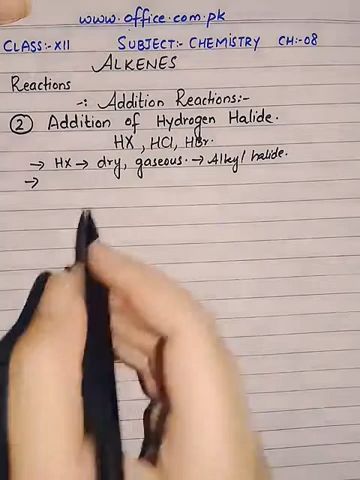 www.office.com.pk
CLASS:-XII SUBJECT:- CHEMISTRY CH:-08
ALKENES
Reactions
-: Addition Reactions:-
② Addition of Hydrogen Halide.
HX, HCl, HBr.
→ HX → dry, gaseous. → Alkyl halide.
→